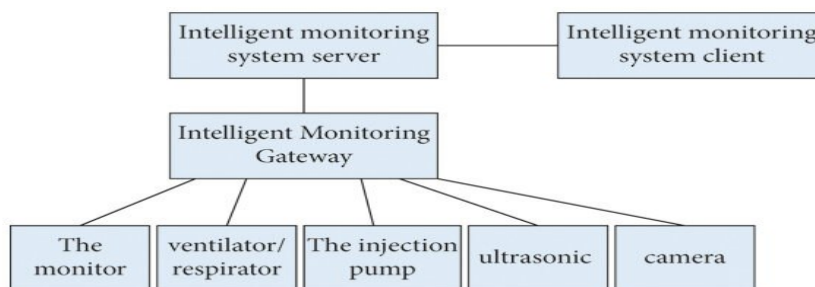 Intelligent monitoring
system server
Intelligent monitoring
system client
Intelligent Monitoring
Gateway
The
monitor
ventilator/
respirator
The injection
pump
ultrasonic
camera